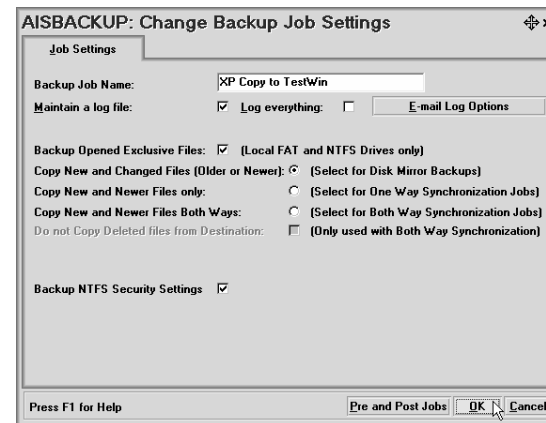 AISBACKUP: Change Backup Job Settings
Job Settings
Backup Job Name: XP Copy to TestWin
Maintain a log file: Log everything: E-mail Log Options
Backup Opened Exclusive Files: (Local FAT and NTFS Drives only)
Copy New and Changed Files (Older or Newer): (Select for Disk Mirror Backups)
Copy New and Newer Files only: (Select for One Way Synchronization Jobs)
Copy New and Newer Files Both Ways: (Select for Both Way Synchronization Jobs)
Do not Copy Deleted files from Destination: (Only used with Both Way Synchronization)
Backup NTFS Security Settings
Press F1 for Help Pre and Post Jobs OK Cancel